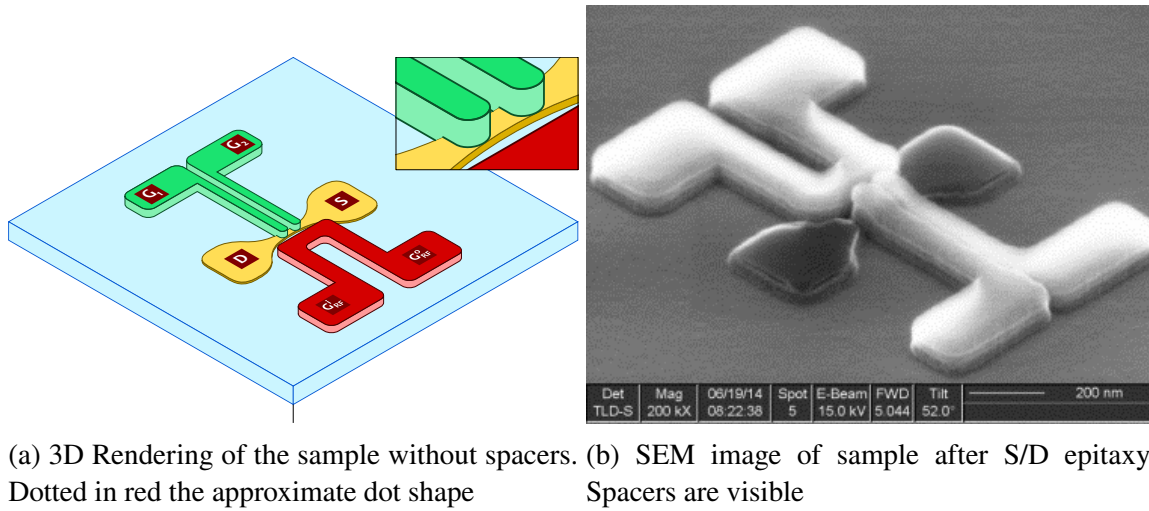 G₂
G₁
S
D
Gᴼ_RF
Gᴵ_RF
Det Mag 06/19/14 Spot E-Beam FWD Tilt 200 nm
TLD-S 200 kX 08:22:38 5 15.0 kV 5.044 52.0°
(a) 3D Rendering of the sample without spacers.
Dotted in red the approximate dot shape
(b) SEM image of sample after S/D epitaxy
Spacers are visible